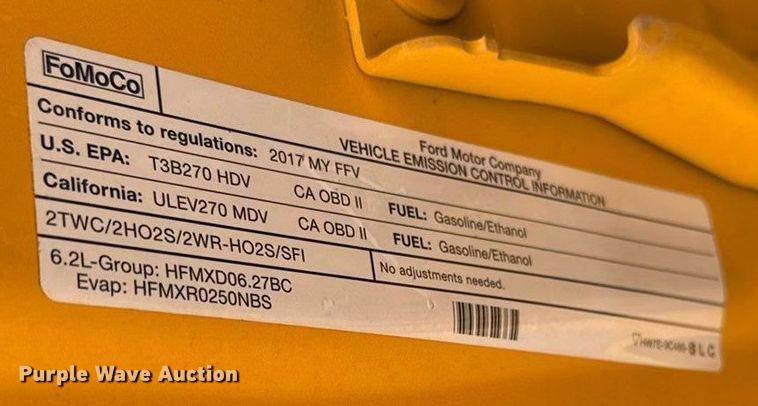 FoMoCo
Ford Motor Company
VEHICLE EMISSION CONTROL INFORMATION
Conforms to regulations: 2017 MY FFV
U.S. EPA: T3B270 HDV CA OBD II FUEL: Gasoline/Ethanol
California: ULEV270 MDV CA OBD II FUEL: Gasoline/Ethanol
2TWC/2HO2S/2WR-HO2S/SFI
No adjustments needed.
6.2L-Group: HFMXD06.27BC
Evap: HFMXR0250NBS
Purple Wave Auction